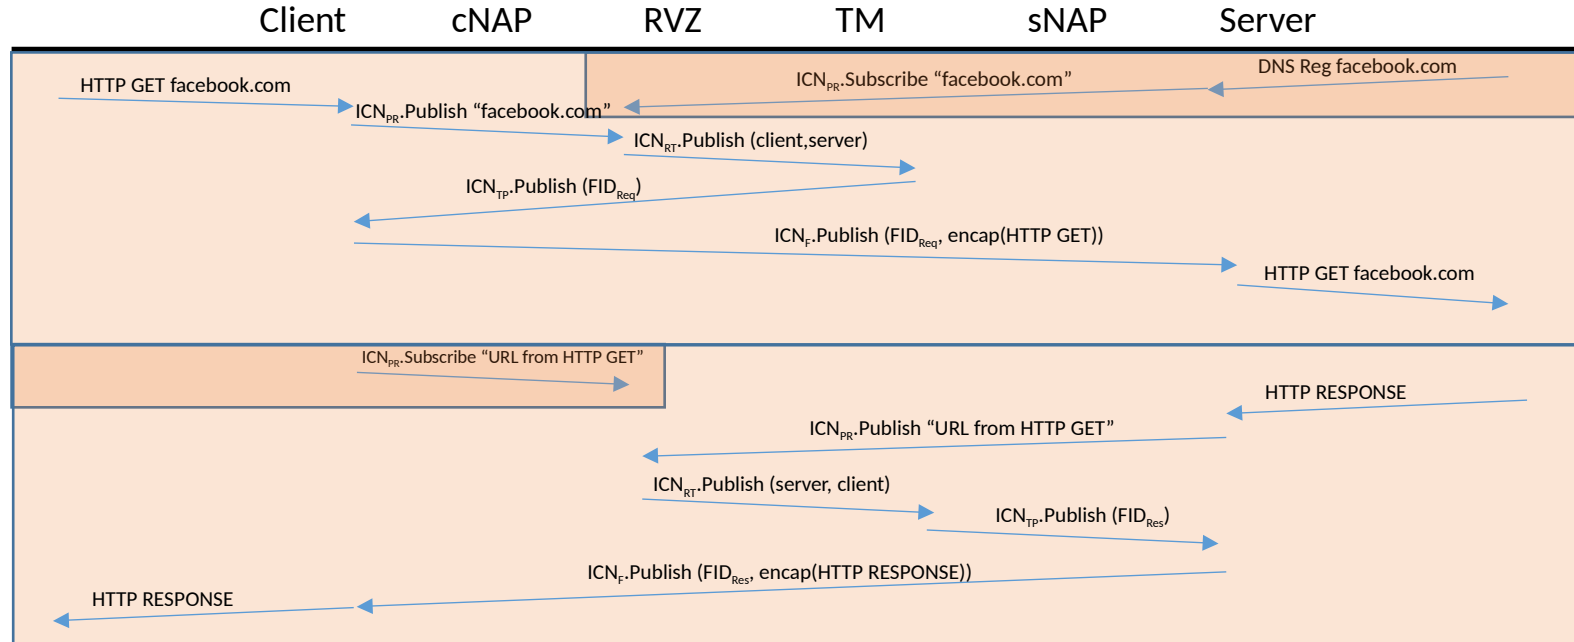 Client cNAP RVZ TM sNAP Server
DNS Reg facebook.com
ICNPR.Subscribe “facebook.com”
HTTP GET facebook.com
ICNPR.Publish “facebook.com”
ICNRT.Publish (client,server)
ICNTP.Publish (FIDReq)
ICNF.Publish (FIDReq, encap(HTTP GET))
HTTP GET facebook.com
ICNPR.Subscribe “URL from HTTP GET”
HTTP RESPONSE
ICNPR.Publish “URL from HTTP GET”
ICNRT.Publish (server, client)
ICNTP.Publish (FIDRes)
ICNF.Publish (FIDRes, encap(HTTP RESPONSE))
HTTP RESPONSE